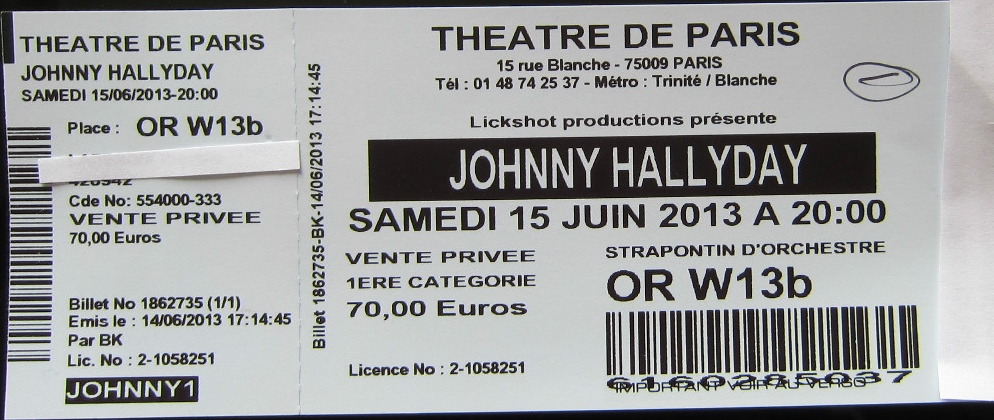 THEATRE DE PARIS
JOHNNY HALLYDAY
SAMEDI 15/06/2013-20:00
Place : OR W13b
Cde No: 554000-333
VENTE PRIVEE
70,00 Euros
Billet No 1862735 (1/1)
Emis le : 14/06/2013 17:14:45
Par BK
Lic. No : 2-1058251
JOHNNY1
Billet 1862735-BK-14/06/2013 17:14:45
THEATRE DE PARIS
15 rue Blanche - 75009 PARIS
Tél : 01 48 74 25 37 - Métro : Trinité / Blanche
Lickshot productions présente
JOHNNY HALLYDAY
SAMEDI 15 JUIN 2013 A 20:00
VENTE PRIVEE
1ERE CATEGORIE
70,00 Euros
Licence No : 2-1058251
STRAPONTIN D'ORCHESTRE
OR W13b
IMPORTANT VOIR AU VERSO